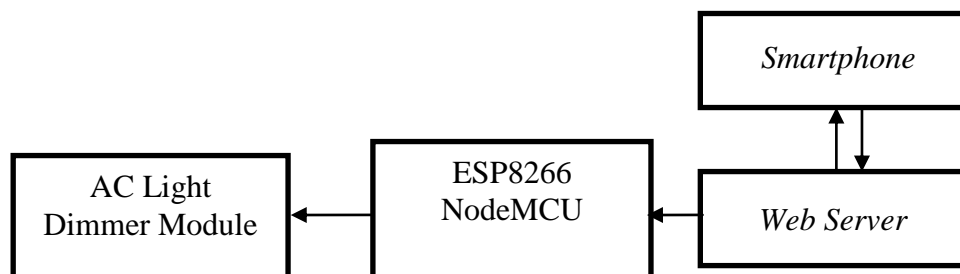 Smartphone
AC Light
Dimmer Module
ESP8266
NodeMCU
Web Server